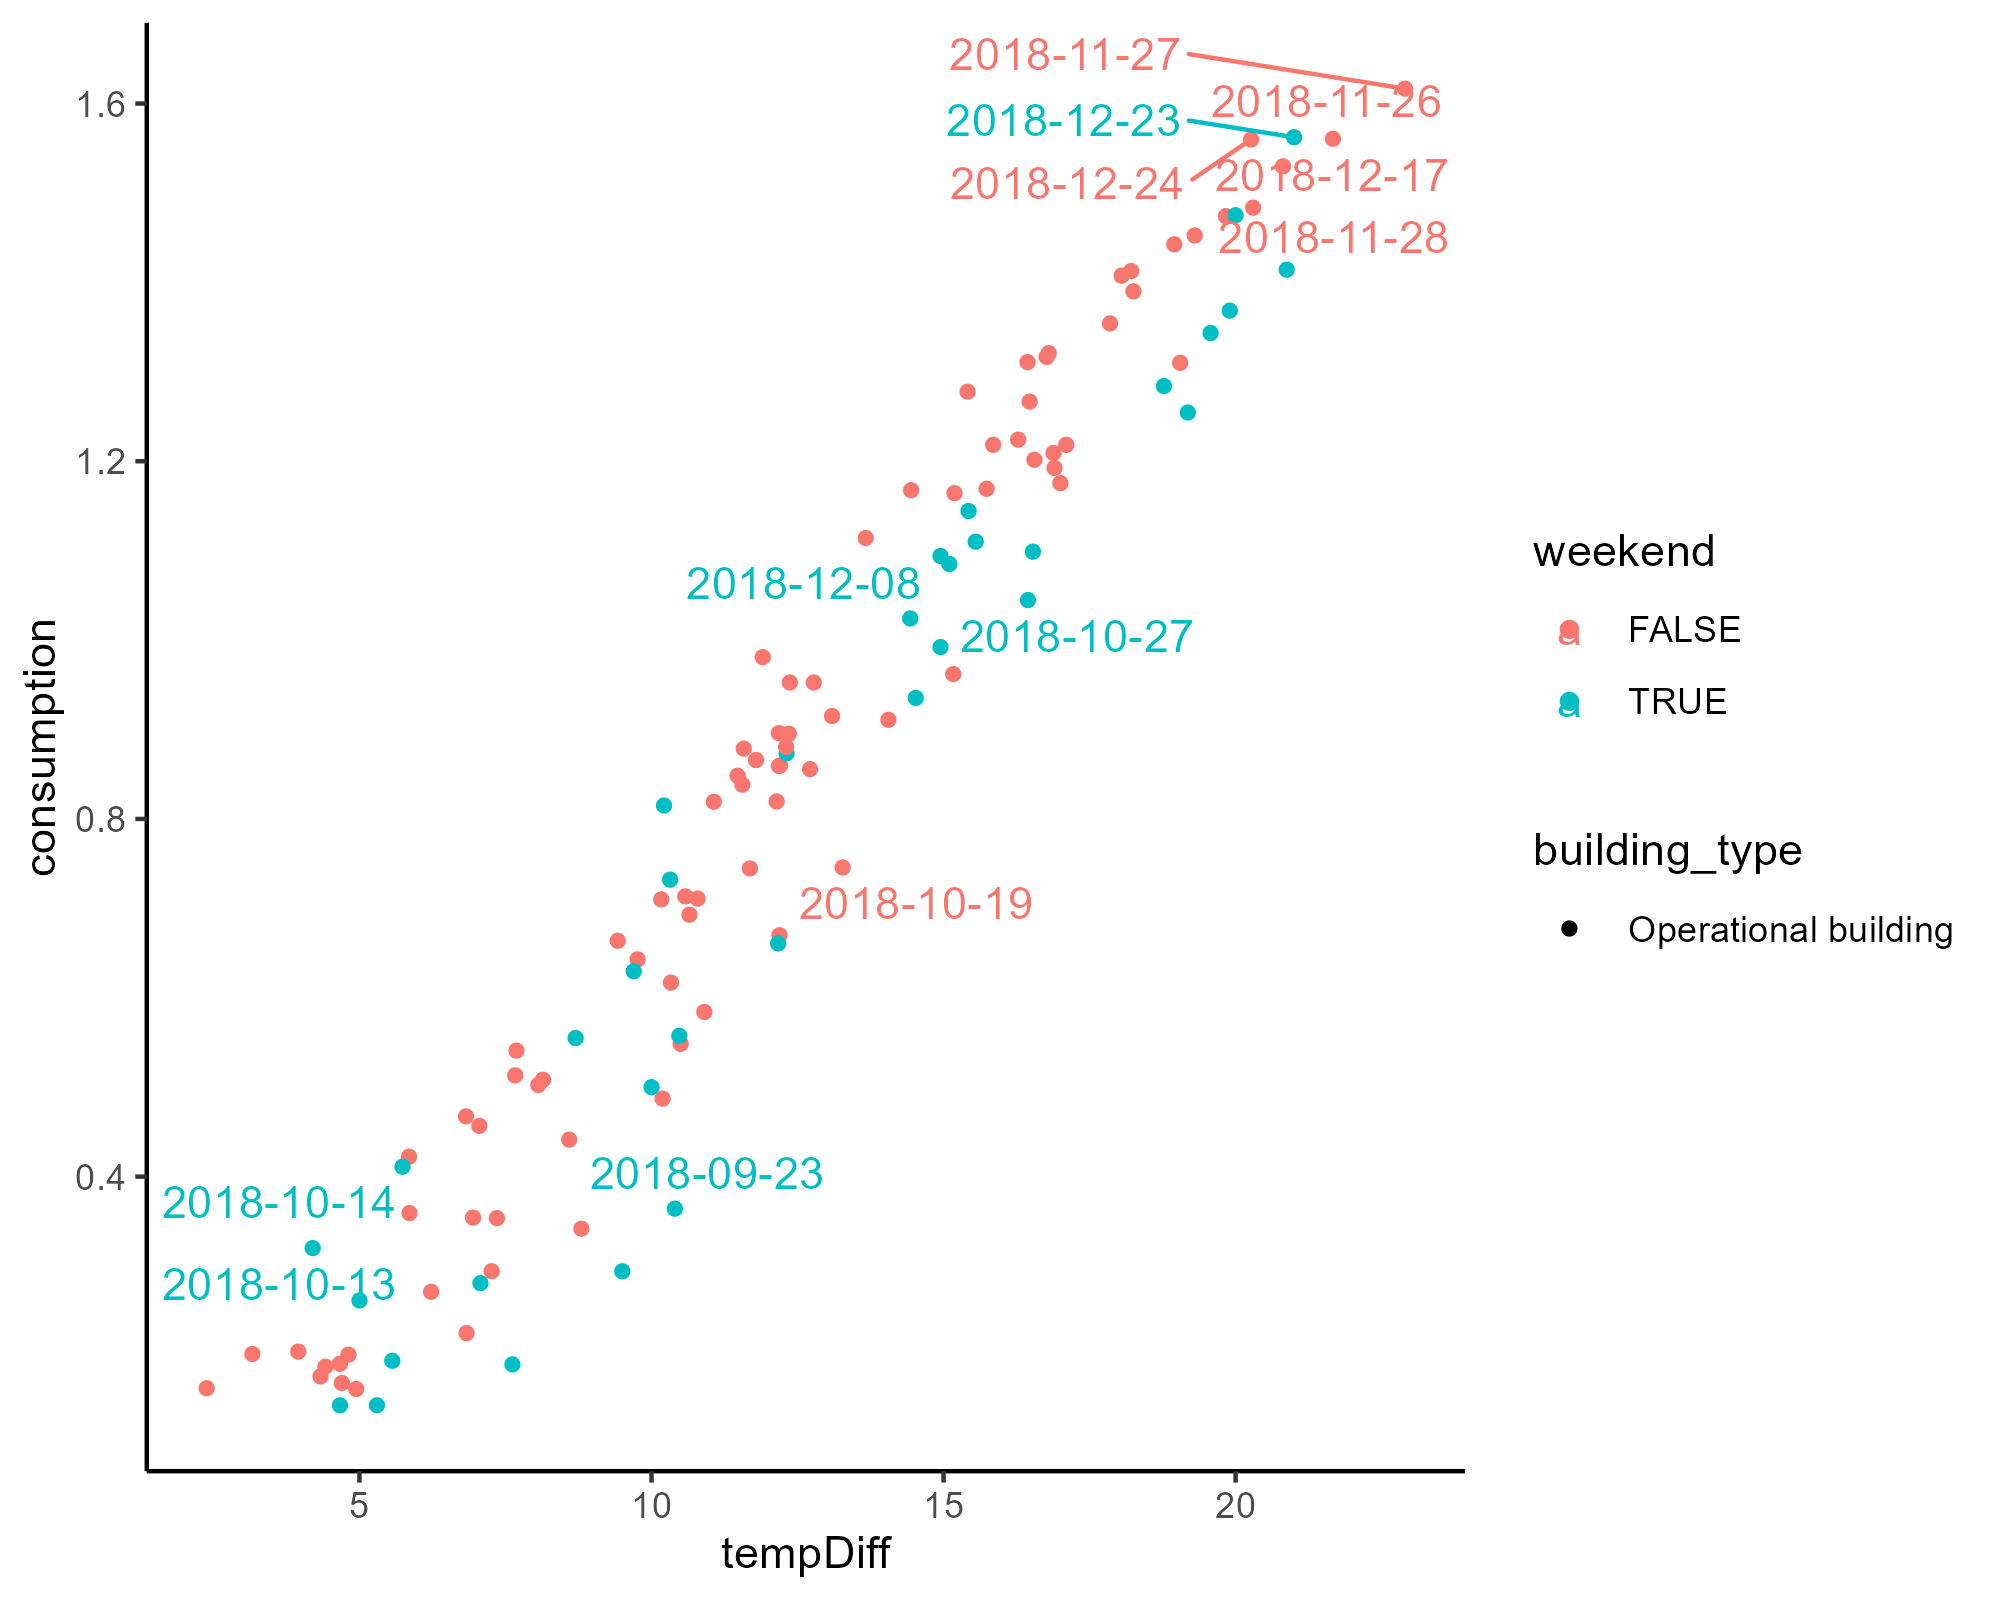 2018-11-27
2018-11-26
1.6
2018-12-23
2018-12-24
2018-12-17
2018-11-28
1.2
2018-12-08
2018-10-27
weekend
a FALSE
a TRUE
consumption
0.8
building_type
2018-10-19
Operational building
2018-09-23
0.4
2018-10-14
2018-10-13
5 10 15 20
tempDiff